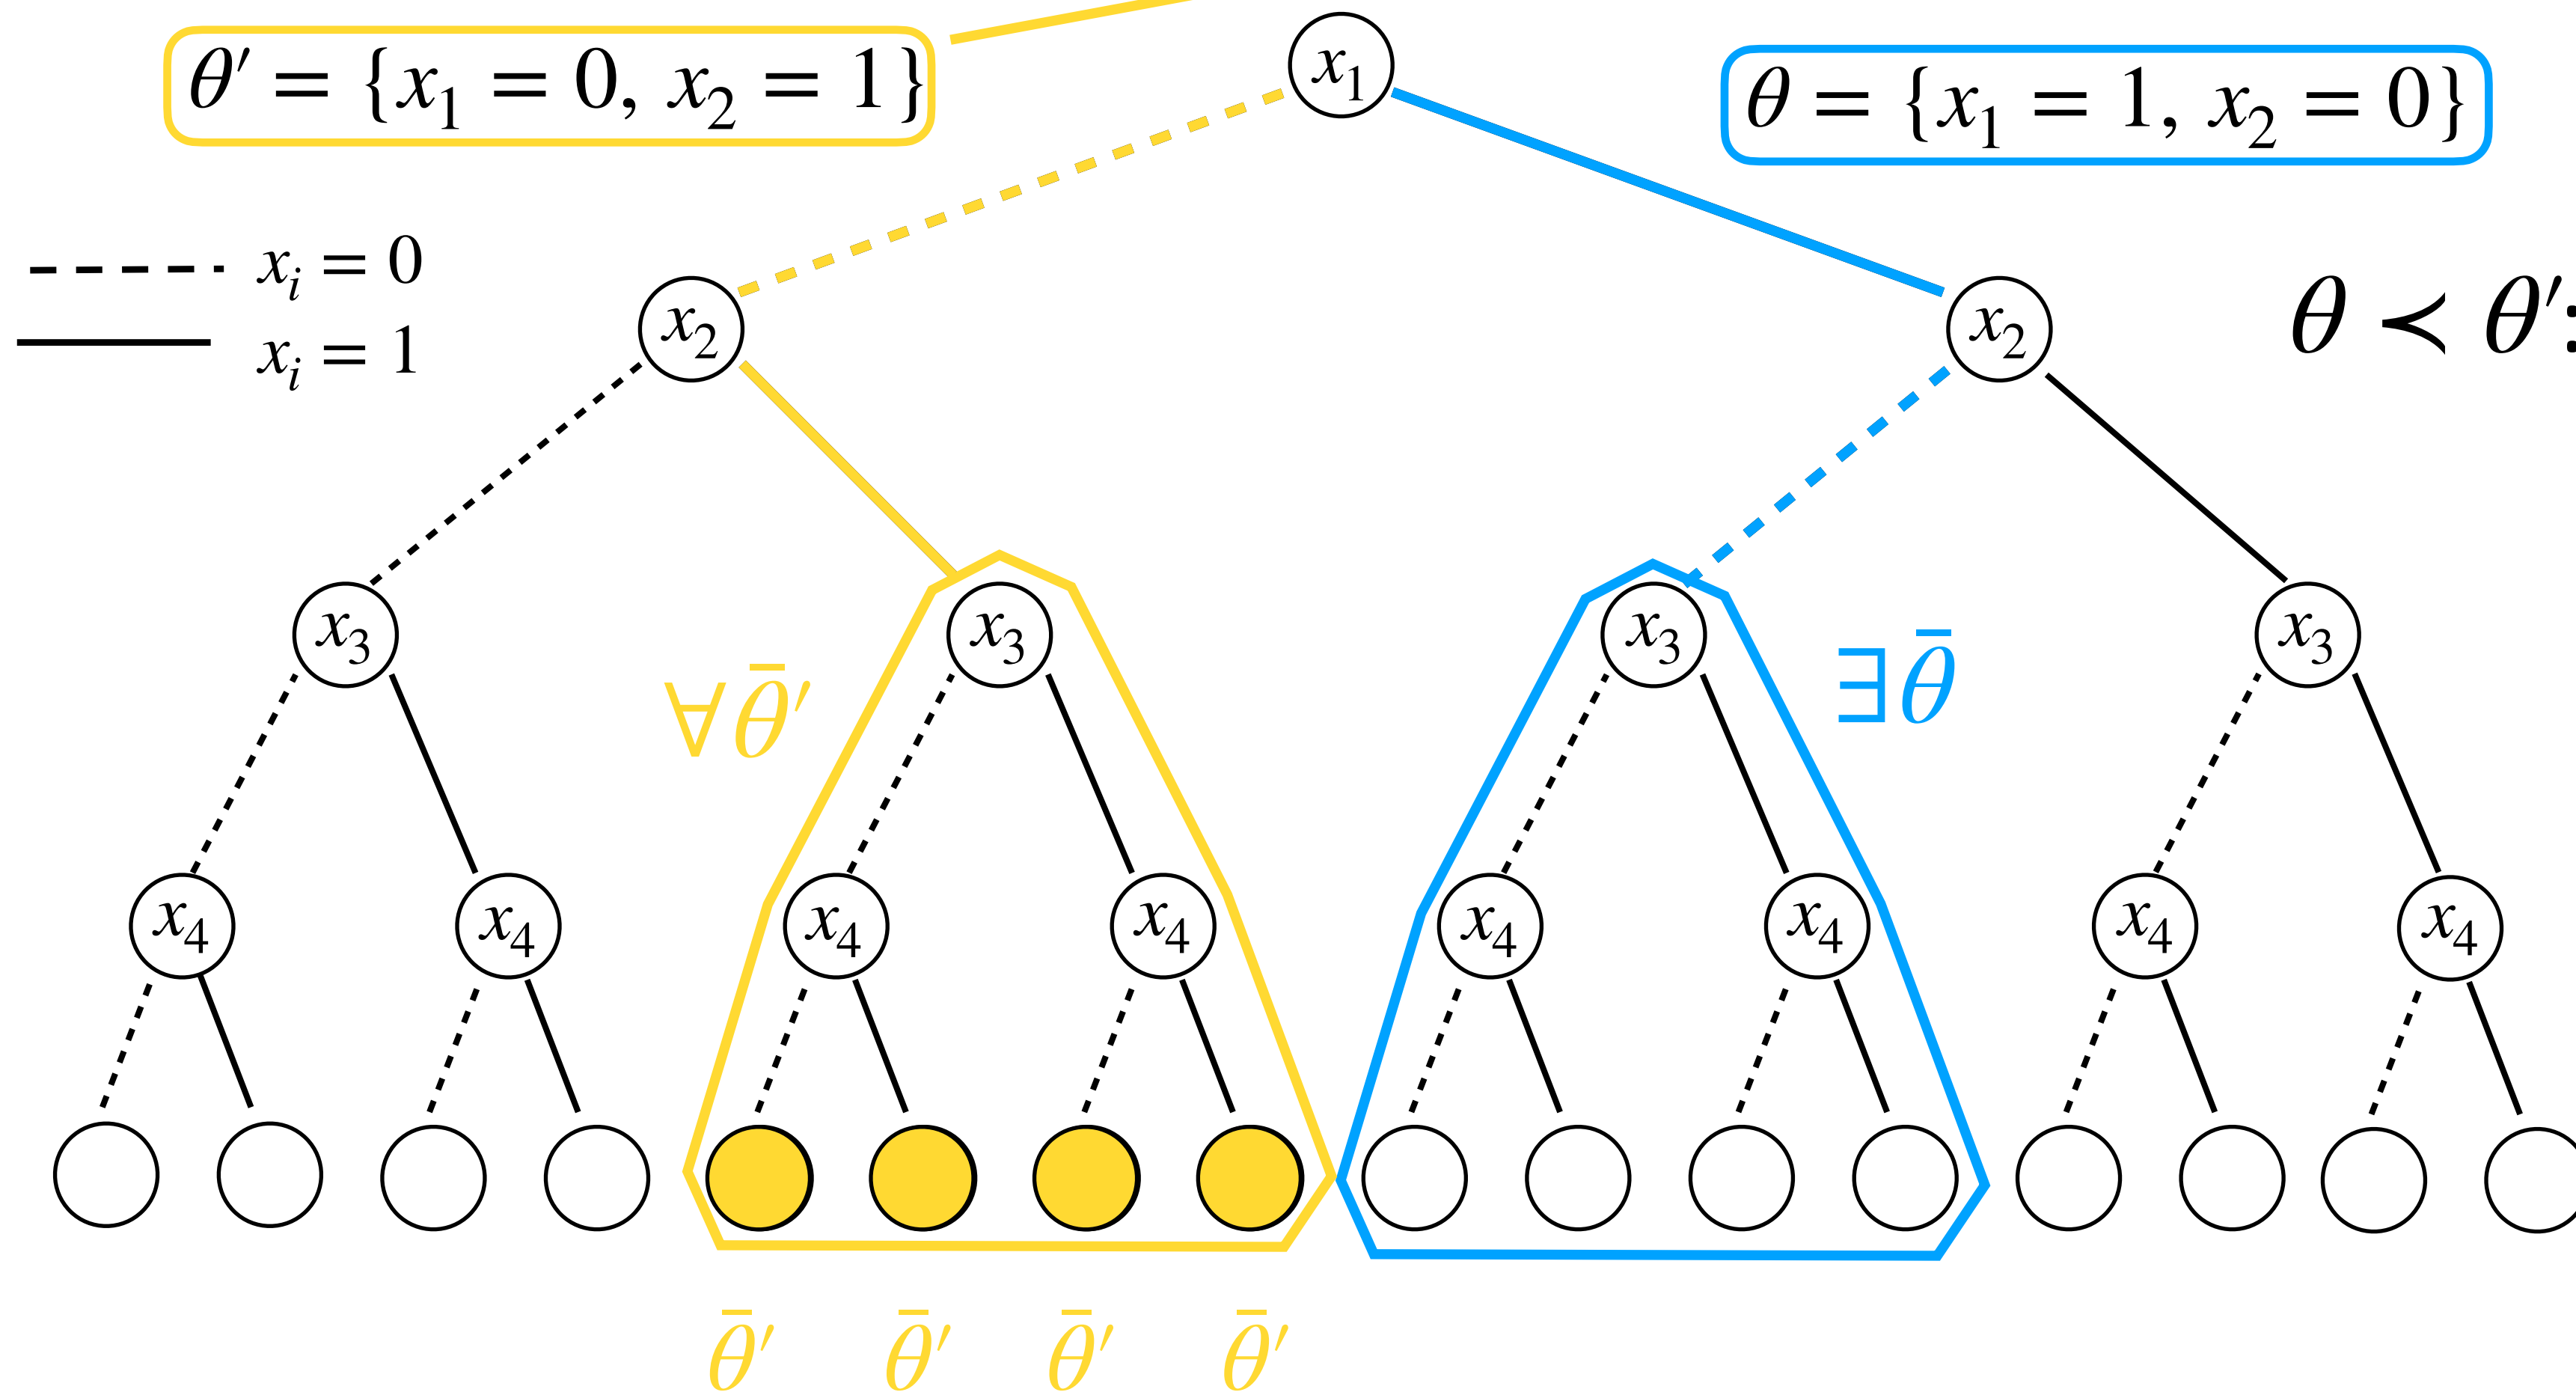 θ′ = {x₁ = 0, x₂ = 1}
x₁
θ = {x₁ = 1, x₂ = 0}
xᵢ = 0
xᵢ = 1
x₂
x₂
θ ≺ θ′:
x₃
x₃
x₃
x₃
∀θ̄′
∃θ̄
x₄
x₄
x₄
x₄
x₄
x₄
x₄
x₄
θ̄′ θ̄′ θ̄′ θ̄′